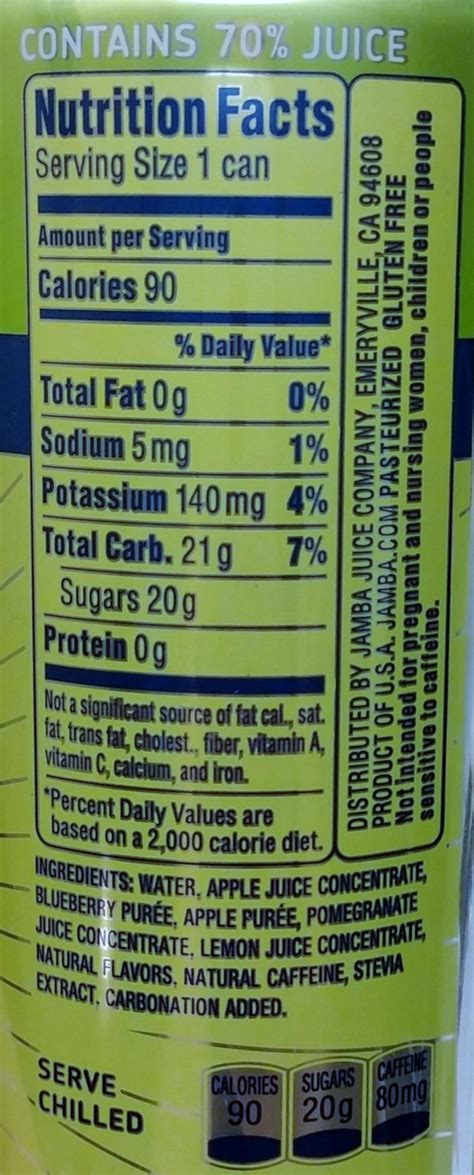 CONTAINS 70% JUICE
Nutrition Facts
Serving Size 1 can
Amount per Serving
Calories 90
% Daily Value*
Total Fat 0g 0%
Sodium 5mg 1%
Potassium 140mg 4%
Total Carb. 21g 7%
Sugars 20g
Protein 0g
Not a significant source of fat cal., sat.
fat, trans fat, cholest., fiber, vitamin A,
vitamin C, calcium, and iron.
*Percent Daily Values are
based on a 2,000 calorie diet.
DISTRIBUTED BY JAMBA JUICE COMPANY, EMERYVILLE, CA 94608
PRODUCT OF U.S.A. JAMBA.COM PASTEURIZED GLUTEN FREE
Not intended for pregnant and nursing women, children or people
sensitive to caffeine.
INGREDIENTS: WATER, APPLE JUICE CONCENTRATE,
BLUEBERRY PURÉE, APPLE PURÉE, POMEGRANATE
JUICE CONCENTRATE, LEMON JUICE CONCENTRATE,
NATURAL FLAVORS, NATURAL CAFFEINE, STEVIA
EXTRACT, CARBONATION ADDED.
SERVE
CHILLED
CALORIES SUGARS CAFFEINE
90 20g 80mg